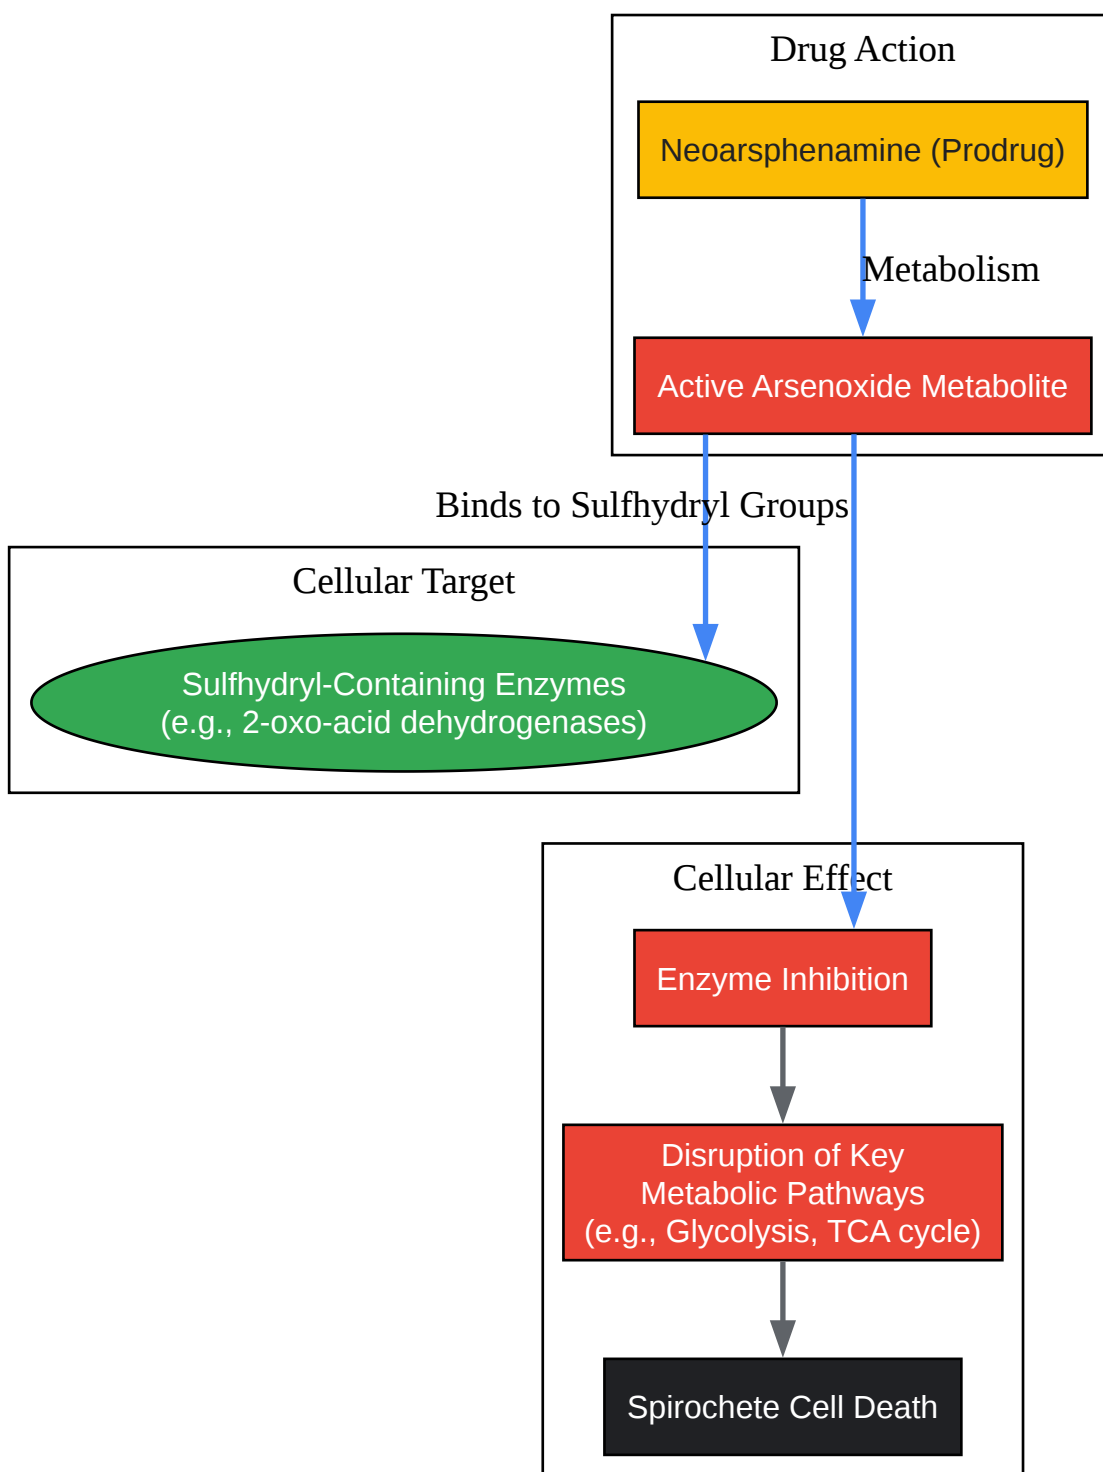 Drug Action
Neoarsphenamine (Prodrug)
Metabolism
Active Arsenoxide Metabolite
Binds to Sulfhydryl Groups
Cellular Target
Sulfhydryl-Containing Enzymes
(e.g., 2-oxo-acid dehydrogenases)
Cellular Effect
Enzyme Inhibition
Disruption of Key
Metabolic Pathways
(e.g., Glycolysis, TCA cycle)
Spirochete Cell Death